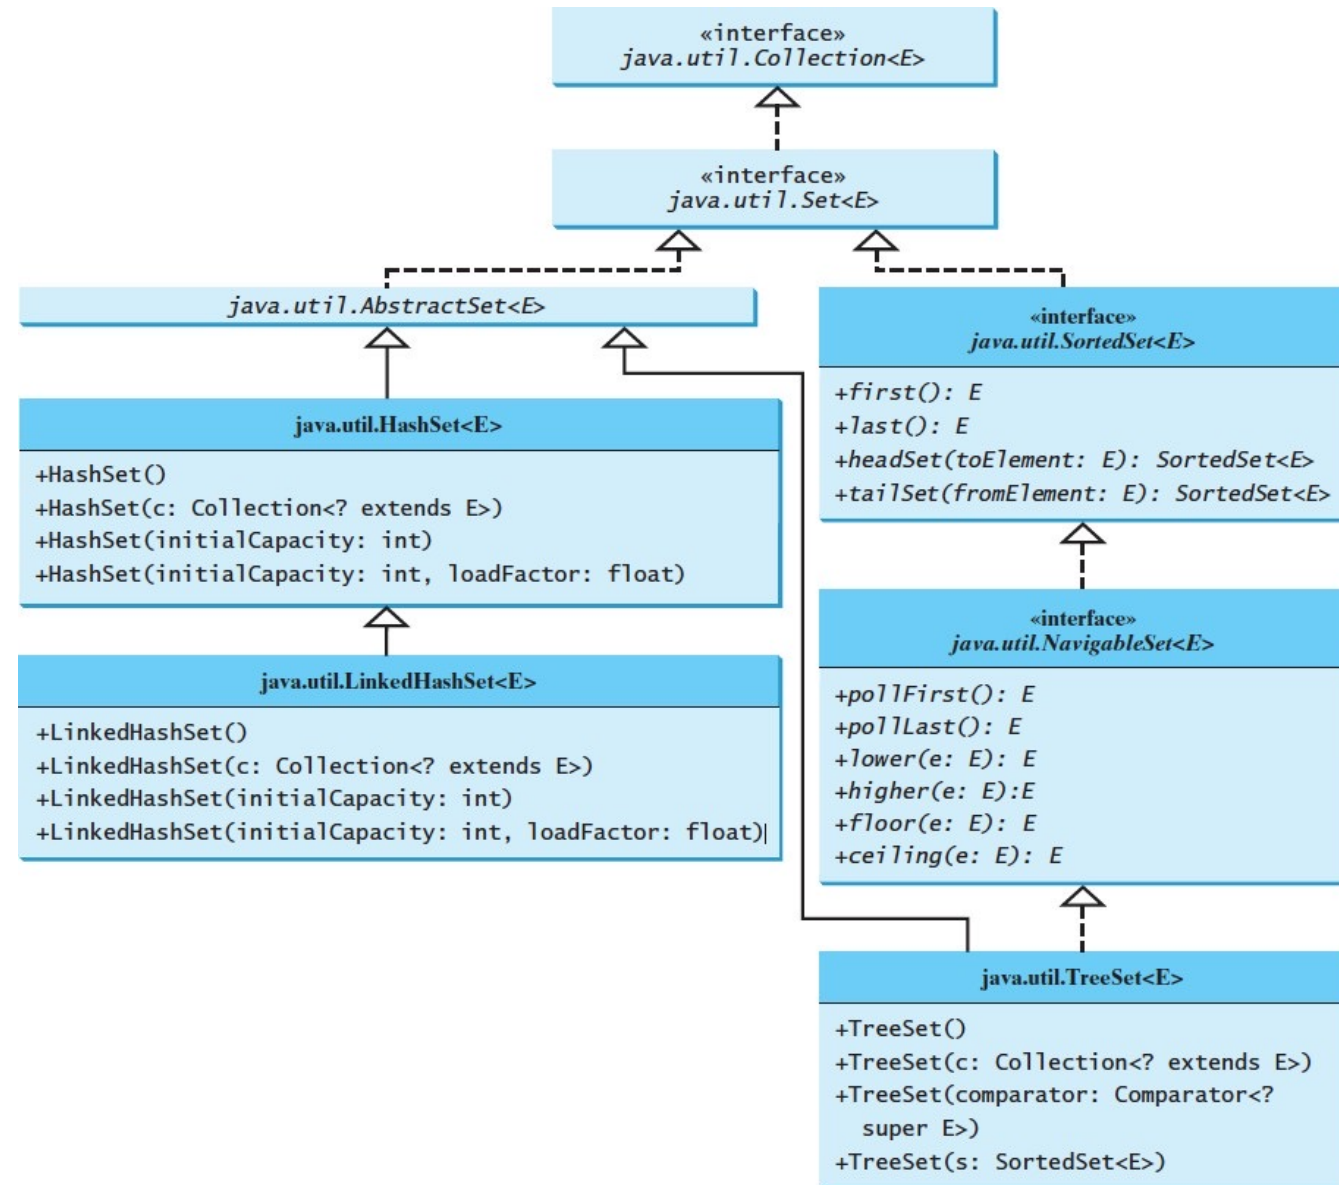 «interface»
java.util.Collection<E>
«interface»
java.util.Set<E>
java.util.AbstractSet<E>
«interface»
java.util.SortedSet<E>
+first(): E
+last(): E
+headSet(toElement: E): SortedSet<E>
+tailSet(fromElement: E): SortedSet<E>
java.util.HashSet<E>
+HashSet()
+HashSet(c: Collection<? extends E>)
+HashSet(initialCapacity: int)
+HashSet(initialCapacity: int, loadFactor: float)
«interface»
java.util.NavigableSet<E>
+pollFirst(): E
+pollLast(): E
+lower(e: E): E
+higher(e: E):E
+floor(e: E): E
+ceiling(e: E): E
java.util.LinkedHashSet<E>
+LinkedHashSet()
+LinkedHashSet(c: Collection<? extends E>)
+LinkedHashSet(initialCapacity: int)
+LinkedHashSet(initialCapacity: int, loadFactor: float)
java.util.TreeSet<E>
+TreeSet()
+TreeSet(c: Collection<? extends E>)
+TreeSet(comparator: Comparator<?
super E>)
+TreeSet(s: SortedSet<E>)